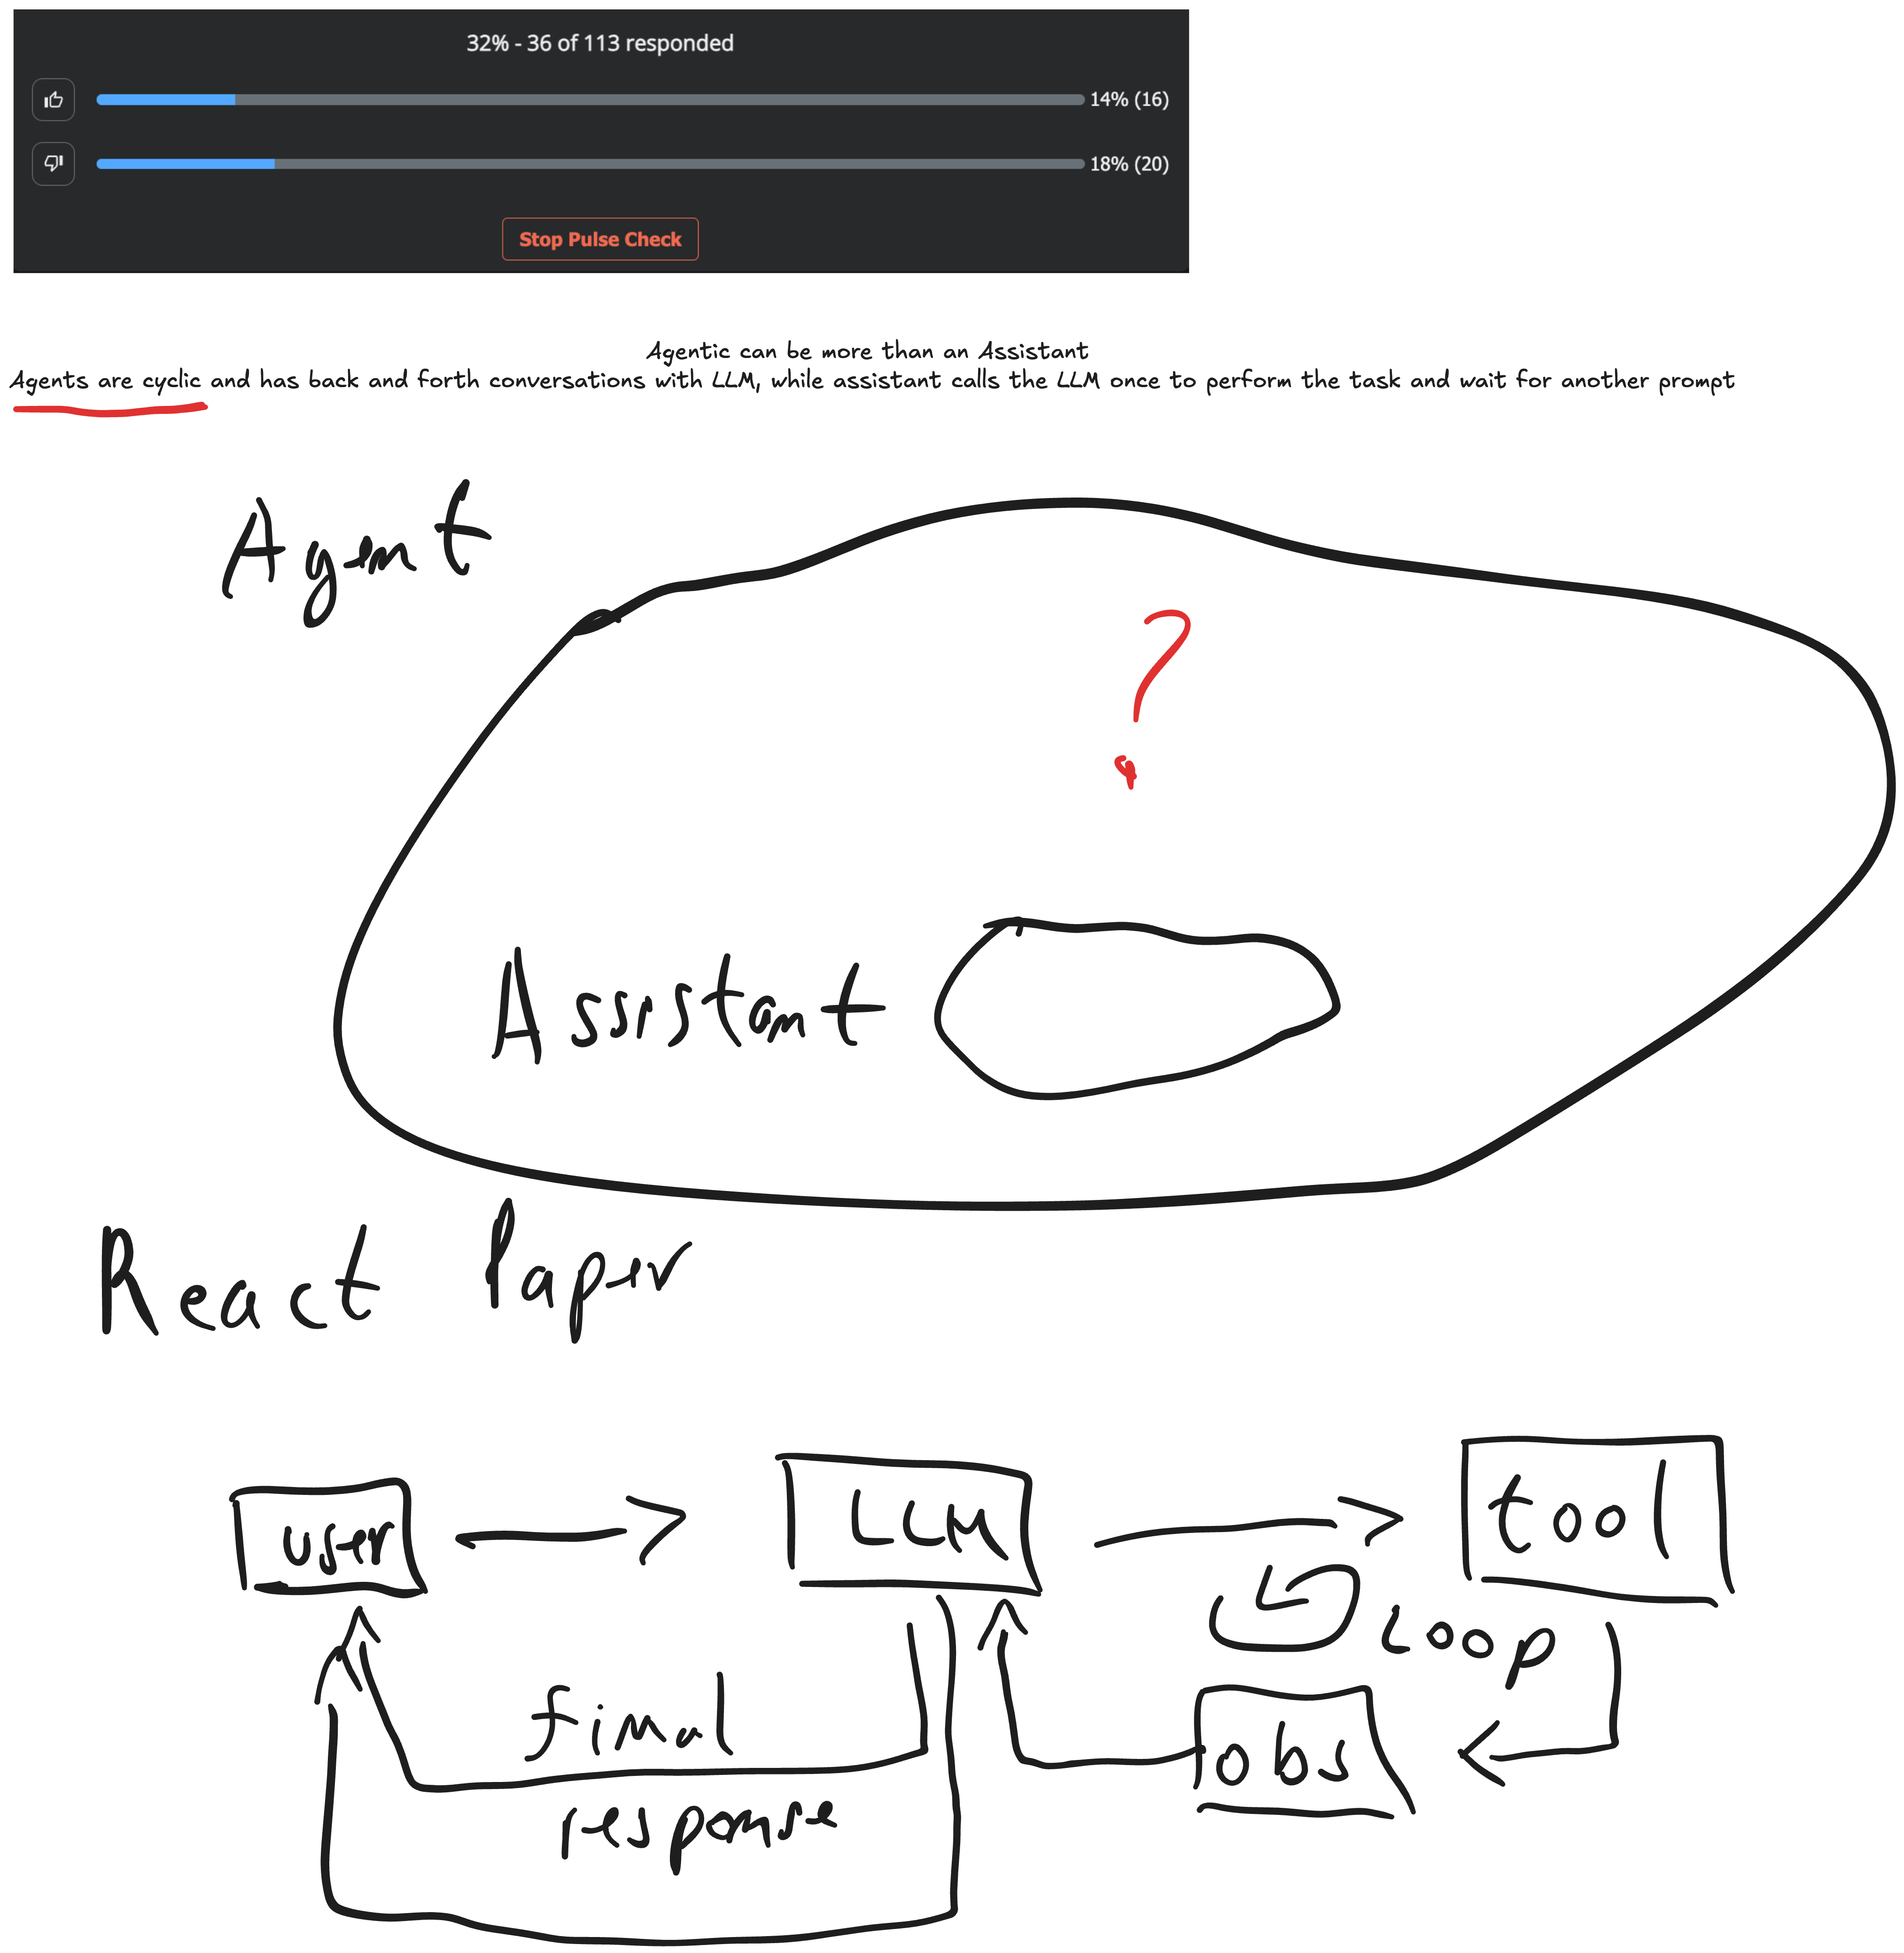 32% - 36 of 113 responded
14% (16)
18% (20)
Stop Pulse Check
Agentic can be more than an Assistant
Agents are cyclic and has back and forth conversations with LLM, while assistant calls the LLM once to perform the task and wait for another prompt
Agent
?
Assistant
React Paper
user
LLM
tool
Loop
final
obs
response